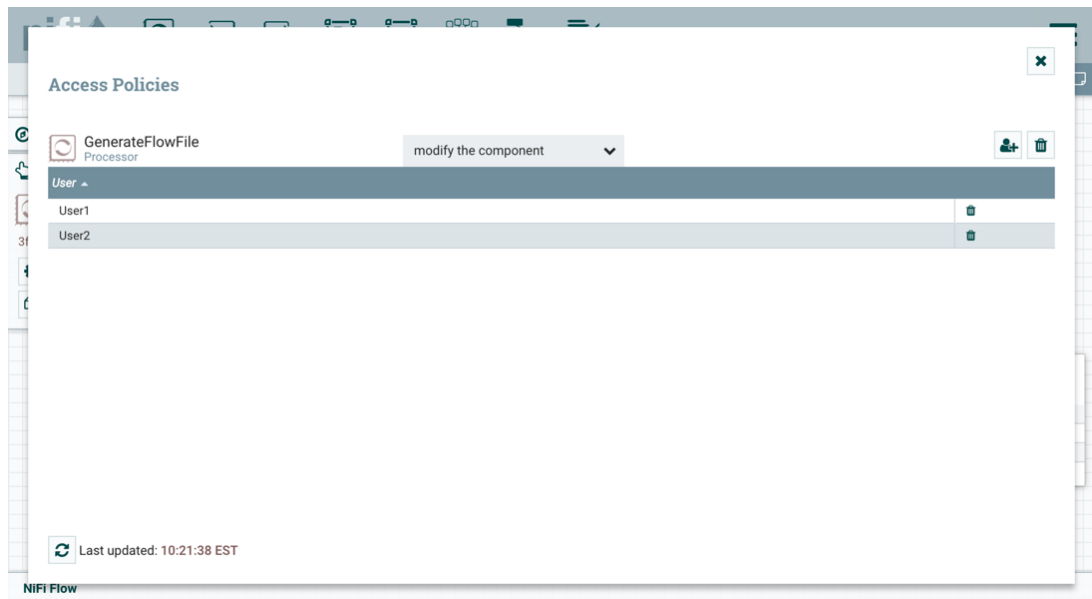 Access Policies
GenerateFlowFile
Processor
modify the component
User
User1
User2
Last updated: 10:21:38 EST
NiFi Flow